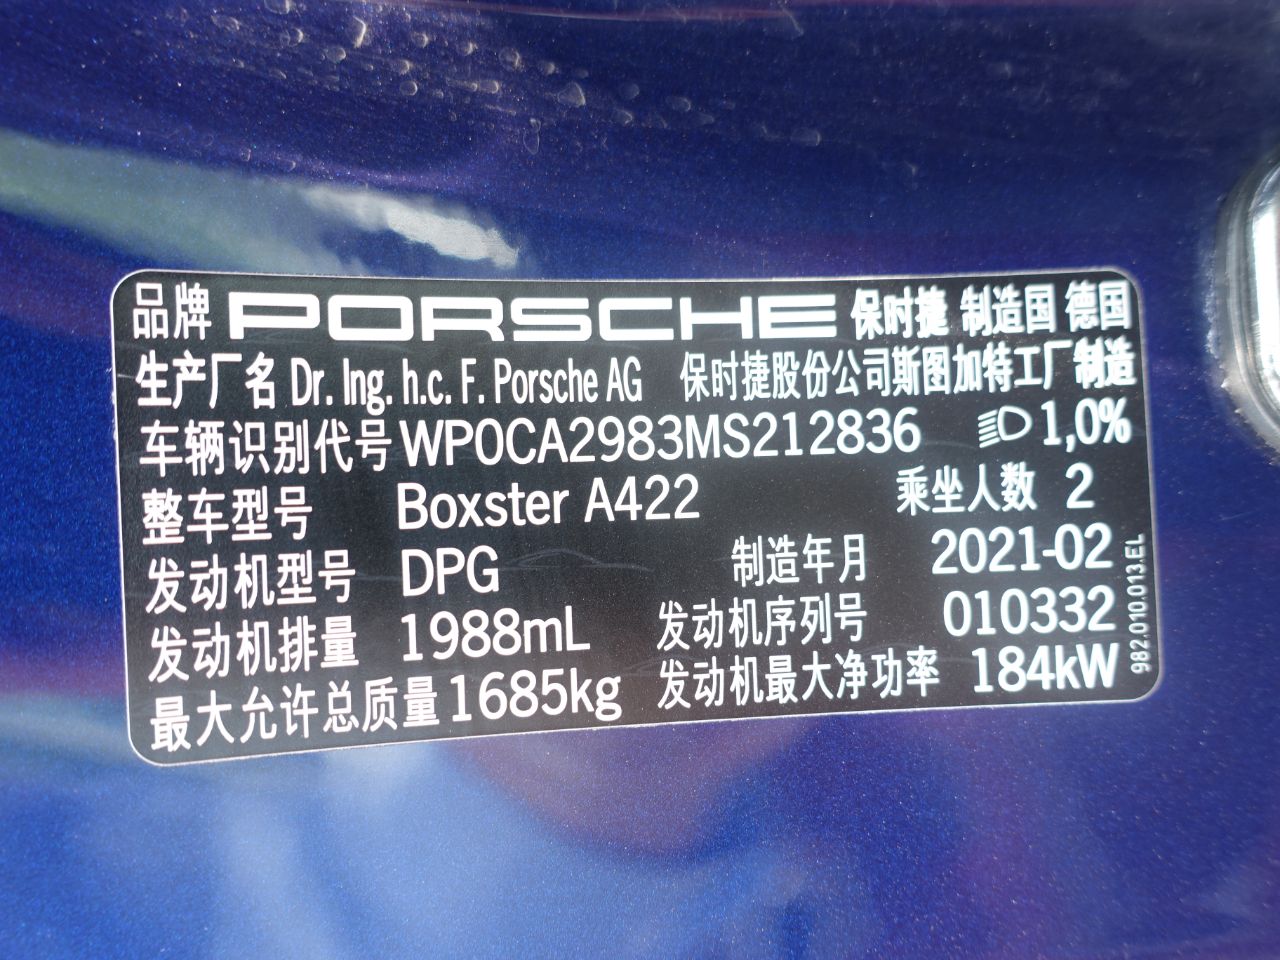 品牌 PORSCHE 保时捷 制造国 德国
生产厂名 Dr. Ing. h.c. F. Porsche AG 保时捷股份公司斯图加特工厂制造
车辆识别代号 WP0CA2983MS212836 1,0%
整车型号 Boxster A422 乘坐人数 2
发动机型号 DPG 制造年月 2021-02
发动机排量 1988mL 发动机序列号 010332
最大允许总质量 1685kg 发动机最大净功率 184kW
982.010.013.EL